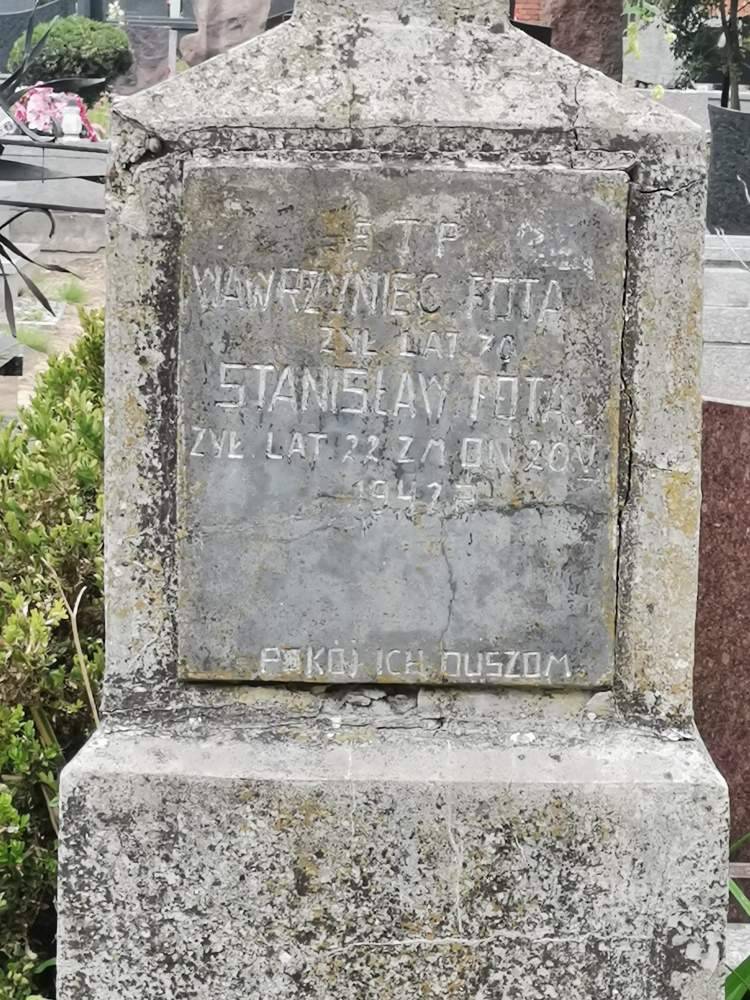 Ś T P
WAWRZYNIEC FOTA
ŻYŁ LAT 70
STANISŁAW FOTA
ŻYŁ LAT 22 ZM DN 20 V
1942 R
POKÓJ ICH DUSZOM